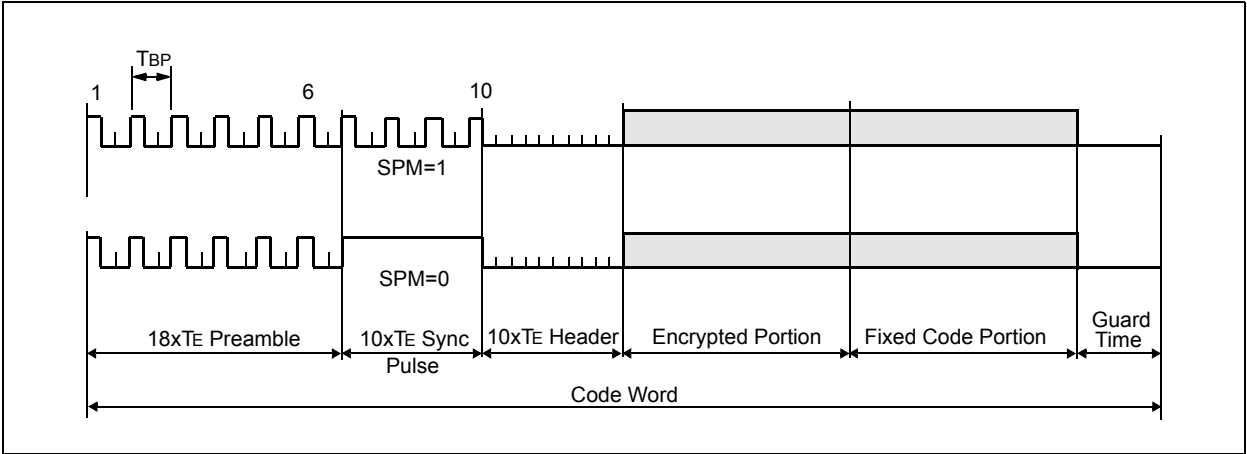 TBP
1
6
10
SPM=1
SPM=0
18xTE Preamble
10xTE Sync
Pulse
10xTE Header
Encrypted Portion
Fixed Code Portion
Guard
Time
Code Word